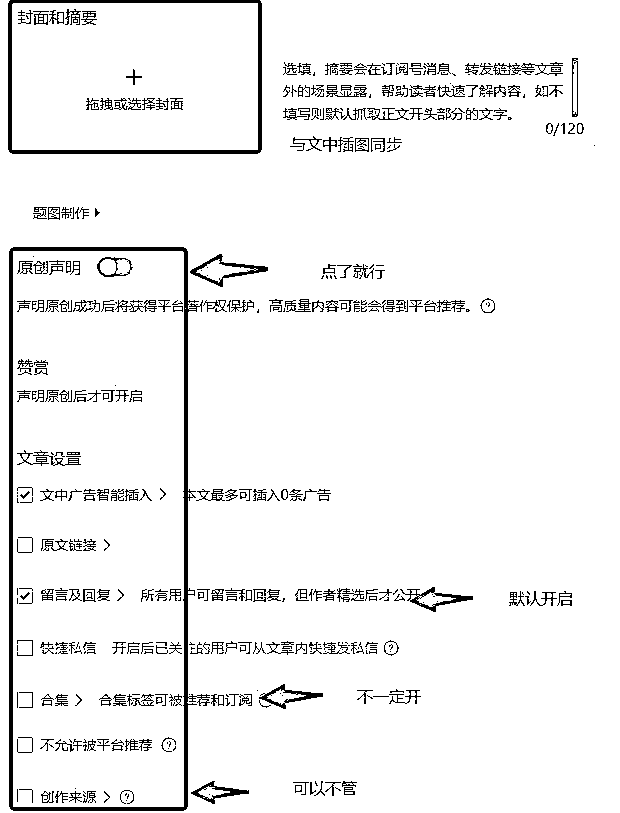 封面和摘要
拖拽或选择封面
选填，摘要会在订阅号消息、转发链接等文章
外的场景显露，帮助读者快速了解内容，如不
填写则默认抓取正文开头部分的文字。
0/120
与文中插图同步
题图制作
原创声明
点了就行
声明原创成功后将获得平台著作权保护，高质量内容可能会得到平台推荐。
赞赏
声明原创后才可开启
文章设置
文中广告智能插入 > 本文最多可插入0条广告
原文链接 >
留言及回复 > 所有用户可留言和回复，但作者精选后才公开
默认开启
快捷私信 开启后已关注的用户可从文章内快捷发私信
合集 > 合集标签可被推荐和订阅
不一定开
不允许被平台推荐
创作来源 >
可以不管